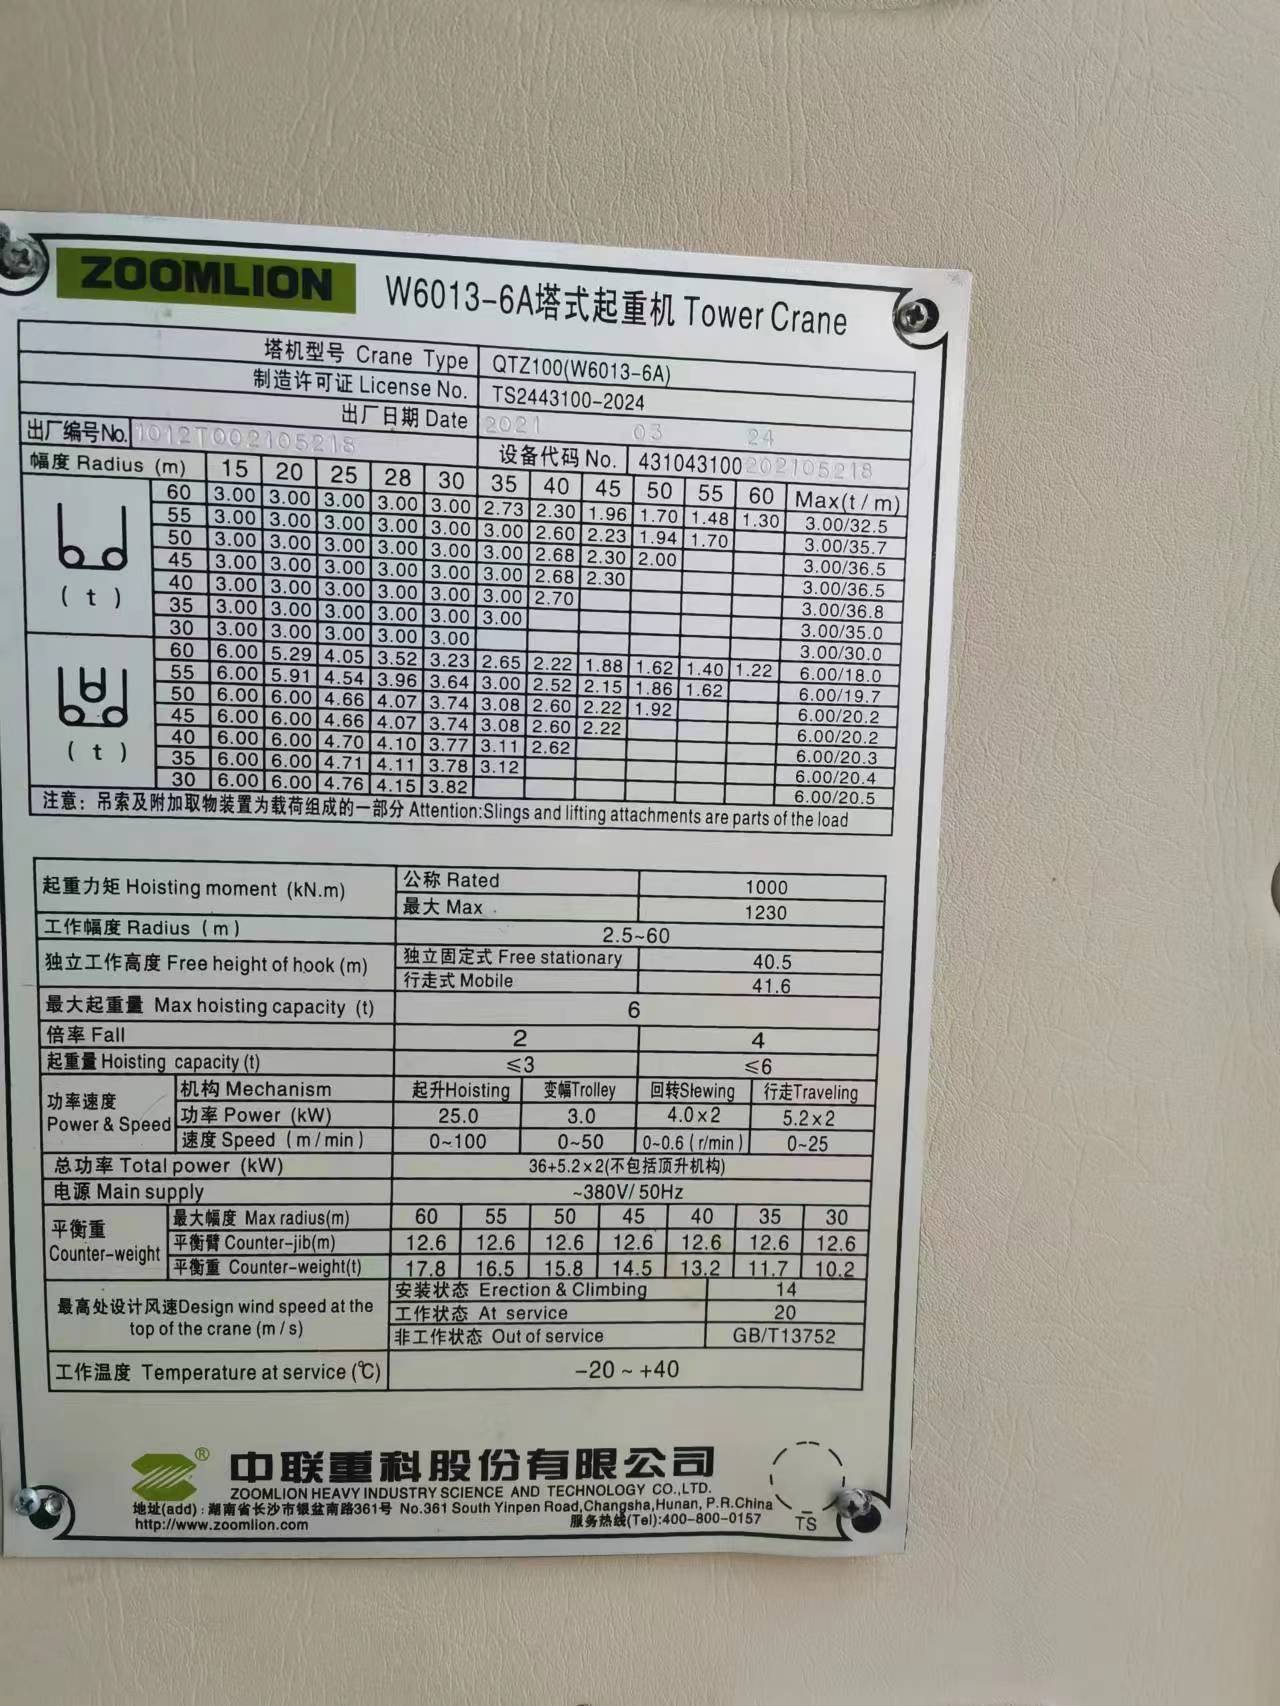 ZOOMLION W6013-6A塔式起重机 Tower Crane
塔机型号 Crane Type QTZ100(W6013-6A)
制造许可证 License No. TS2443100-2024
出厂日期 Date 2021 03 24
出厂编号No. 1012T002105218 设备代码 No. 431043100202105218
幅度 Radius (m) 15 20 25 28 30 35 40 45 50 55 60 Max(t/m)
60 3.00 3.00 3.00 3.00 3.00 2.73 2.30 1.96 1.70 1.48 1.30 3.00/32.5
55 3.00 3.00 3.00 3.00 3.00 3.00 2.60 2.23 1.94 1.70 3.00/35.7
50 3.00 3.00 3.00 3.00 3.00 3.00 2.68 2.30 2.00 3.00/36.5
45 3.00 3.00 3.00 3.00 3.00 3.00 2.68 2.30 3.00/36.5
(t) 40 3.00 3.00 3.00 3.00 3.00 3.00 2.70 3.00/36.8
35 3.00 3.00 3.00 3.00 3.00 3.00 3.00/35.0
30 3.00 3.00 3.00 3.00 3.00 3.00/30.0
60 6.00 5.29 4.05 3.52 3.23 2.65 2.22 1.88 1.62 1.40 1.22 6.00/18.0
55 6.00 5.91 4.54 3.96 3.64 3.00 2.52 2.15 1.86 1.62 6.00/19.7
50 6.00 6.00 4.66 4.07 3.74 3.08 2.60 2.22 1.92 6.00/20.2
45 6.00 6.00 4.66 4.07 3.74 3.08 2.60 2.22 6.00/20.2
(t) 40 6.00 6.00 4.70 4.10 3.77 3.11 2.62 6.00/20.3
35 6.00 6.00 4.71 4.11 3.78 3.12 6.00/20.4
30 6.00 6.00 4.76 4.15 3.82 6.00/20.5
注意：吊索及附加取物装置为载荷组成的一部分 Attention:Slings and lifting attachments are parts of the load
起重力矩 Hoisting moment (kN.m) 公称 Rated 1000
最大 Max 1230
工作幅度 Radius (m) 2.5~60
独立工作高度 Free height of hook (m) 独立固定式 Free stationary 40.5
行走式 Mobile 41.6
最大起重量 Max hoisting capacity (t) 6
倍率 Fall 2 4
起重量 Hoisting capacity (t) ≤3 ≤6
功率速度 Power & Speed 机构 Mechanism 起升Hoisting 变幅Trolley 回转Slewing 行走Traveling
功率 Power (kW) 25.0 3.0 4.0×2 5.2×2
速度 Speed (m/min) 0~100 0~50 0~0.6 (r/min) 0~25
总功率 Total power (kW) 36+5.2×2(不包括顶升机构)
电源 Main supply ~380V/ 50Hz
平衡重 Counter-weight 最大幅度 Max radius(m) 60 55 50 45 40 35 30
平衡臂 Counter-jib(m) 12.6 12.6 12.6 12.6 12.6 12.6 12.6
平衡重 Counter-weight(t) 17.8 16.5 15.8 14.5 13.2 11.7 10.2
最高处设计风速Design wind speed at the top of the crane (m / s) 安装状态 Erection & Climbing 14
工作状态 At service 20
非工作状态 Out of service GB/T13752
工作温度 Temperature at service (℃) -20 ~ +40
® 中联重科股份有限公司
ZOOMLION HEAVY INDUSTRY SCIENCE AND TECHNOLOGY CO.,LTD.
地址(add)：湖南省长沙市银盆南路361号 No.361 South Yinpen Road,Changsha,Hunan, P.R.China
http://www.zoomlion.com 服务热线(Tel):400-800-0157 TS